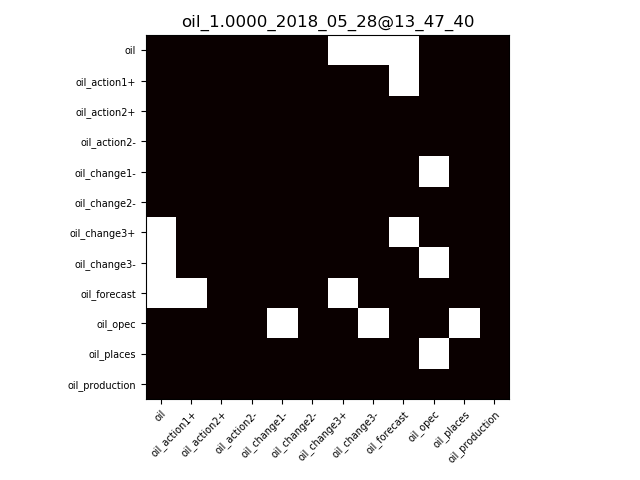 oil_1.0000_2018_05_28@13_47_40
oil
oil_action1+
oil_action2+
oil_action2-
oil_change1-
oil_change2-
oil_change3+
oil_change3-
oil_forecast
oil_opec
oil_places
oil_production
oil
oil_action1+
oil_action2+
oil_action2-
oil_change1-
oil_change2-
oil_change3+
oil_change3-
oil_forecast
oil_opec
oil_places
oil_production